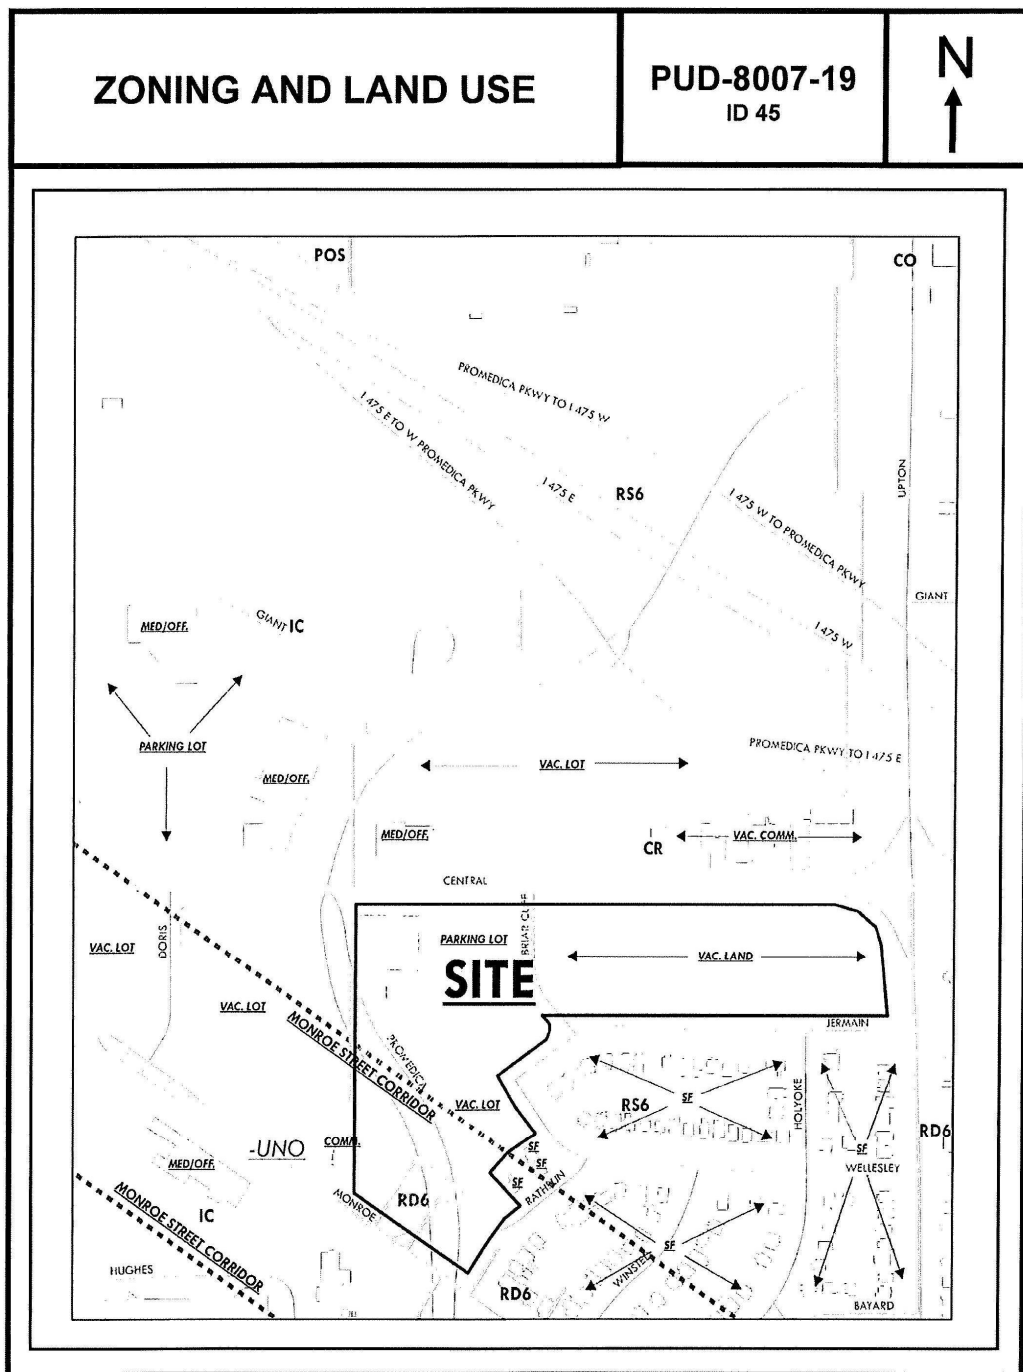 ZONING AND LAND USE
PUD-8007-19
ID 45
N
POS
CO
PROMEDICA PKWY TO I 475 W
I 475 E TO W PROMEDICA PKWY
I 475 E
RS6
UPTON
I 475 W TO PROMEDICA PKWY
GIANT
GIANT
IC
MED/OFF.
I 475 W
PARKING LOT
PROMEDICA PKWY TO I 475 E
VAC. LOT
MED/OFF.
MED/OFF.
VAC. COMM.
CR
CENTRAL
BRIAR CLIFF
PARKING LOT
DORIS
VAC. LOT
VAC. LAND
SITE
VAC. LOT
MONROE STREET CORRIDOR
PROMEDICA
JERMAIN
VAC. LOT
RS6
SF
HOLYOKE
RD6
-UNO
COMM.
SF
SF
SF
SF
WELLESLEY
MED/OFF.
RATHBUN
MONROE
RD6
MONROE STREET CORRIDOR
IC
SF
WINSTED
HUGHES
RD6
BAYARD